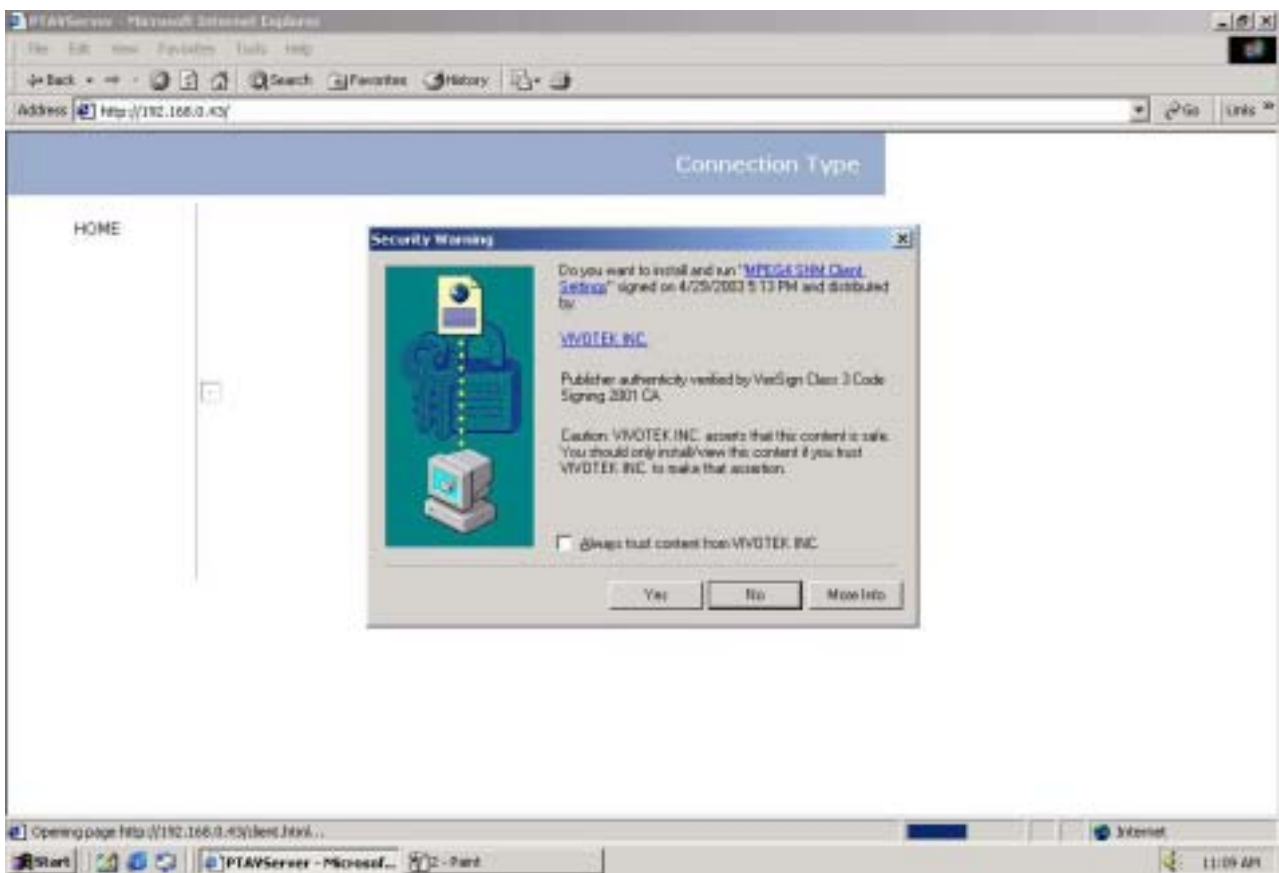 PTAVServer - Microsoft Internet Explorer
File Edit View Favorites Tools Help
Back Search Favorites History
Address http://192.168.0.43/ Go Links »
Connection Type
HOME
Security Warning
Do you want to install and run "MPEG4 SHM Client
Settings" signed on 4/29/2003 5:13 PM and distributed
by:
VIVOTEK INC.
Publisher authenticity verified by VeriSign Class 3 Code
Signing 2001 CA
Caution: VIVOTEK INC. asserts that this content is safe.
You should only install/view this content if you trust
VIVOTEK INC. to make that assertion.
Always trust content from VIVOTEK INC.
Yes No More Info
Opening page http://192.168.0.43/client.html... Internet
Start PTAVServer - Microsof... 2 - Paint 11:09 AM